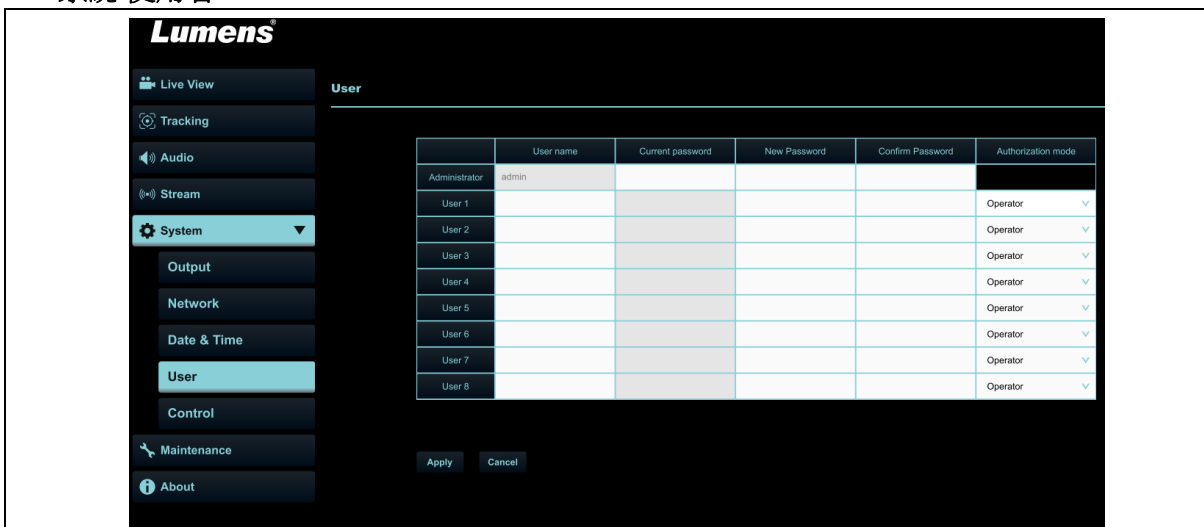 Lumens®
Live View
Tracking
Audio
Stream
System
Output
Network
Date & Time
User
Control
Maintenance
About
User
User name Current password New Password Confirm Password Authorization mode
Administrator admin
User 1 Operator
User 2 Operator
User 3 Operator
User 4 Operator
User 5 Operator
User 6 Operator
User 7 Operator
User 8 Operator
Apply Cancel